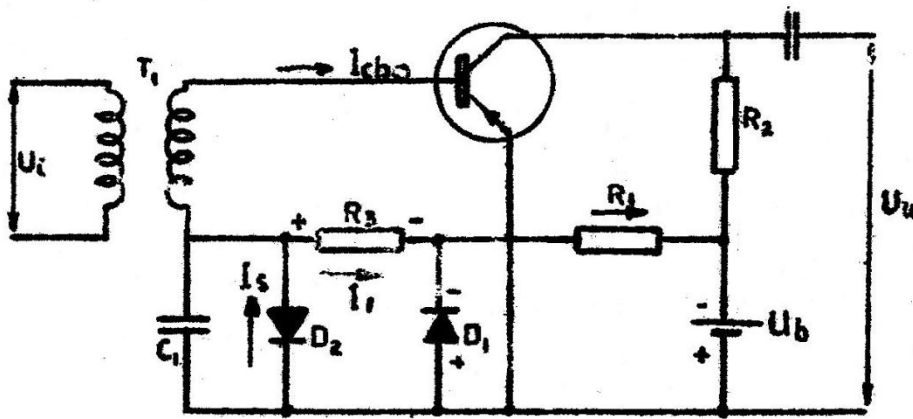 T₁
Icbo
Ui
R₂
+ R₃ -
R₁
Uu
Is
I₁
-
-
C₁
D₂
D₁
Ub
+
+